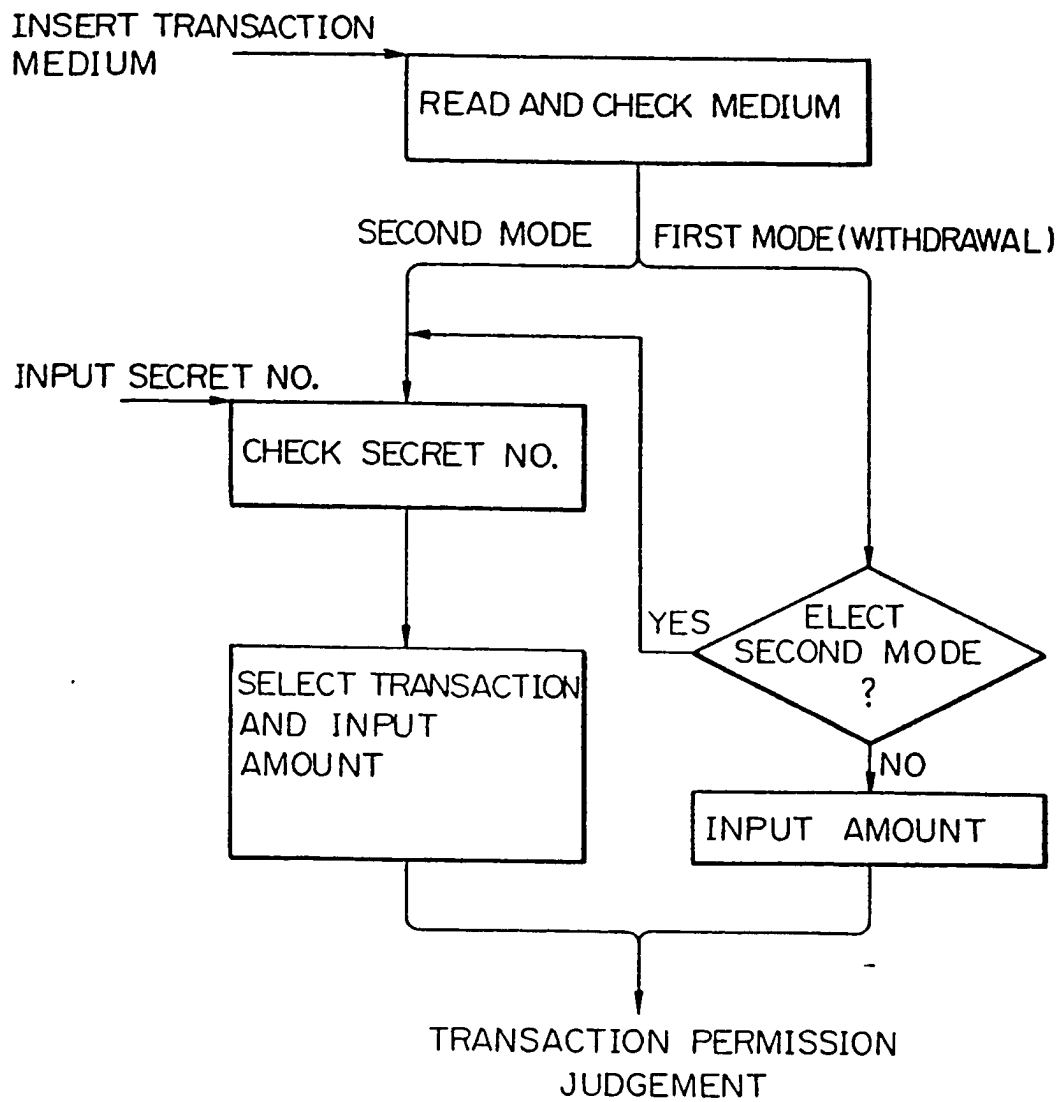 INSERT TRANSACTION
MEDIUM
READ AND CHECK MEDIUM
SECOND MODE
FIRST MODE(WITHDRAWAL)
INPUT SECRET NO.
CHECK SECRET NO.
YES
ELECT
SECOND MODE
?
SELECT TRANSACTION
AND INPUT
AMOUNT
NO
INPUT AMOUNT
TRANSACTION PERMISSION
JUDGEMENT